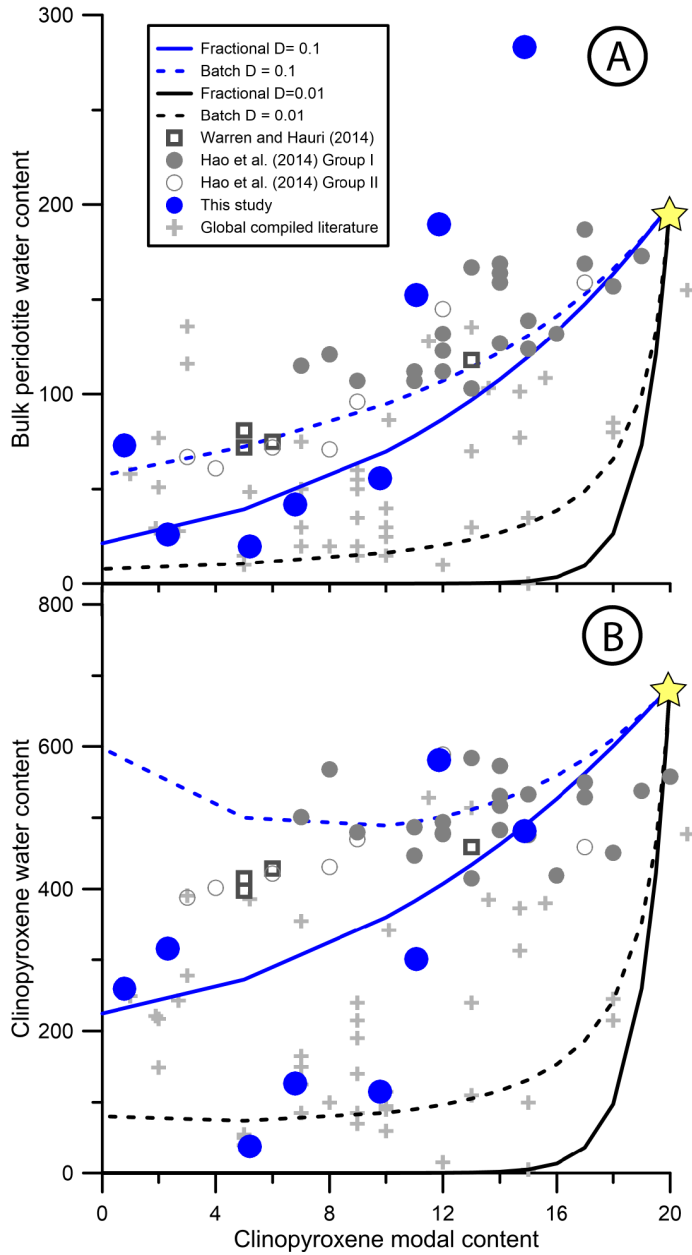 300
A
Fractional D= 0.1
Batch D = 0.1
Fractional D=0.01
Batch D = 0.01
Warren and Hauri (2014)
Hao et al. (2014) Group I
Hao et al. (2014) Group II
This study
Global compiled literature
Bulk peridotite water content
200
100
0
800
B
Clinopyroxene water content
600
400
200
0
0 4 8 12 16 20
Clinopyroxene modal content